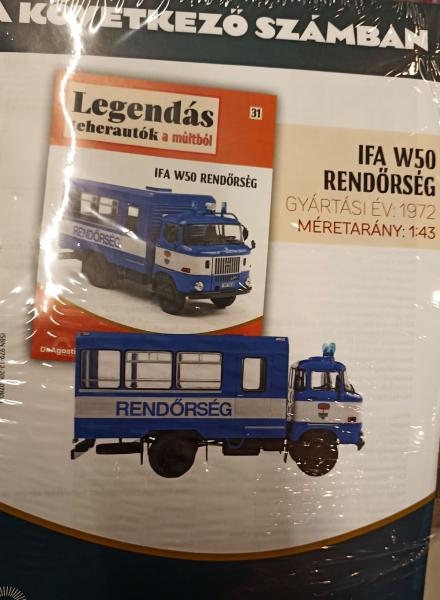 A KÖVETKEZŐ SZÁMBAN
Legendás
teherautók a múltból
31
IFA W50 RENDŐRSÉG
RENDŐRSÉG
IFA W50
RENDŐRSÉG
GYÁRTÁSI ÉV: 1972
MÉRETARÁNY: 1:43
DeAgosti
RENDŐRSÉG